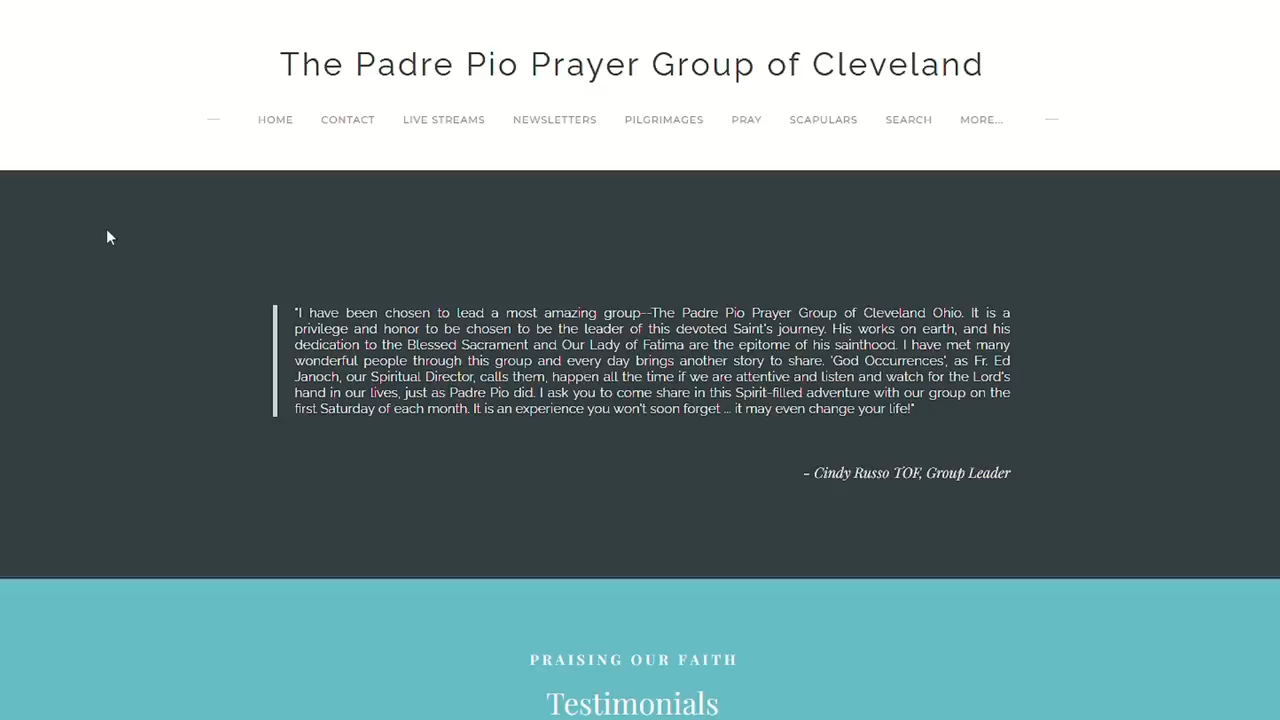 The Padre Pio Prayer Group of Cleveland
HOME CONTACT LIVE STREAMS NEWSLETTERS PILGRIMAGES PRAY SCAPULARS SEARCH MORE...
"I have been chosen to lead a most amazing group--The Padre Pio Prayer Group of Cleveland Ohio. It is a
privilege and honor to be chosen to be the leader of this devoted Saint's journey. His works on earth, and his
dedication to the Blessed Sacrament and Our Lady of Fatima are the epitome of his sainthood. I have met many
wonderful people through this group and every day brings another story to share. 'God Occurrences', as Fr. Ed
Janoch, our Spiritual Director, calls them, happen all the time if we are attentive and listen and watch for the Lord's
hand in our lives, just as Padre Pio did. I ask you to come share in this Spirit-filled adventure with our group on the
first Saturday of each month. It is an experience you won't soon forget ... it may even change your life!"
- Cindy Russo TOF, Group Leader
PRAISING OUR FAITH
Testimonials